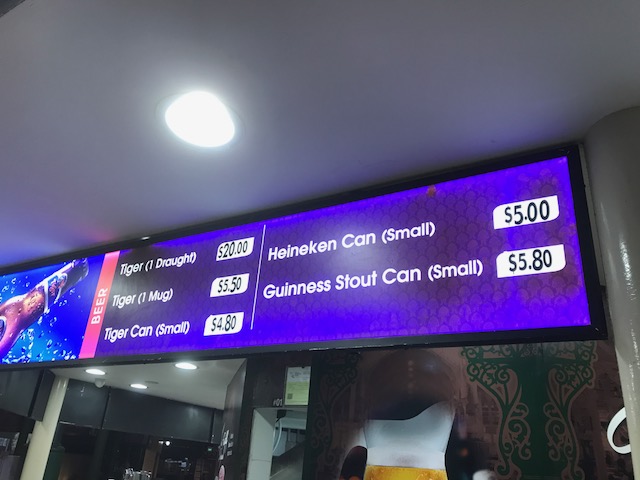 BEER
Tiger (1 Draught) $20.00
Tiger (1 Mug) $5.50
Tiger Can (Small) $4.80
Heineken Can (Small) $5.00
Guinness Stout Can (Small) $5.80